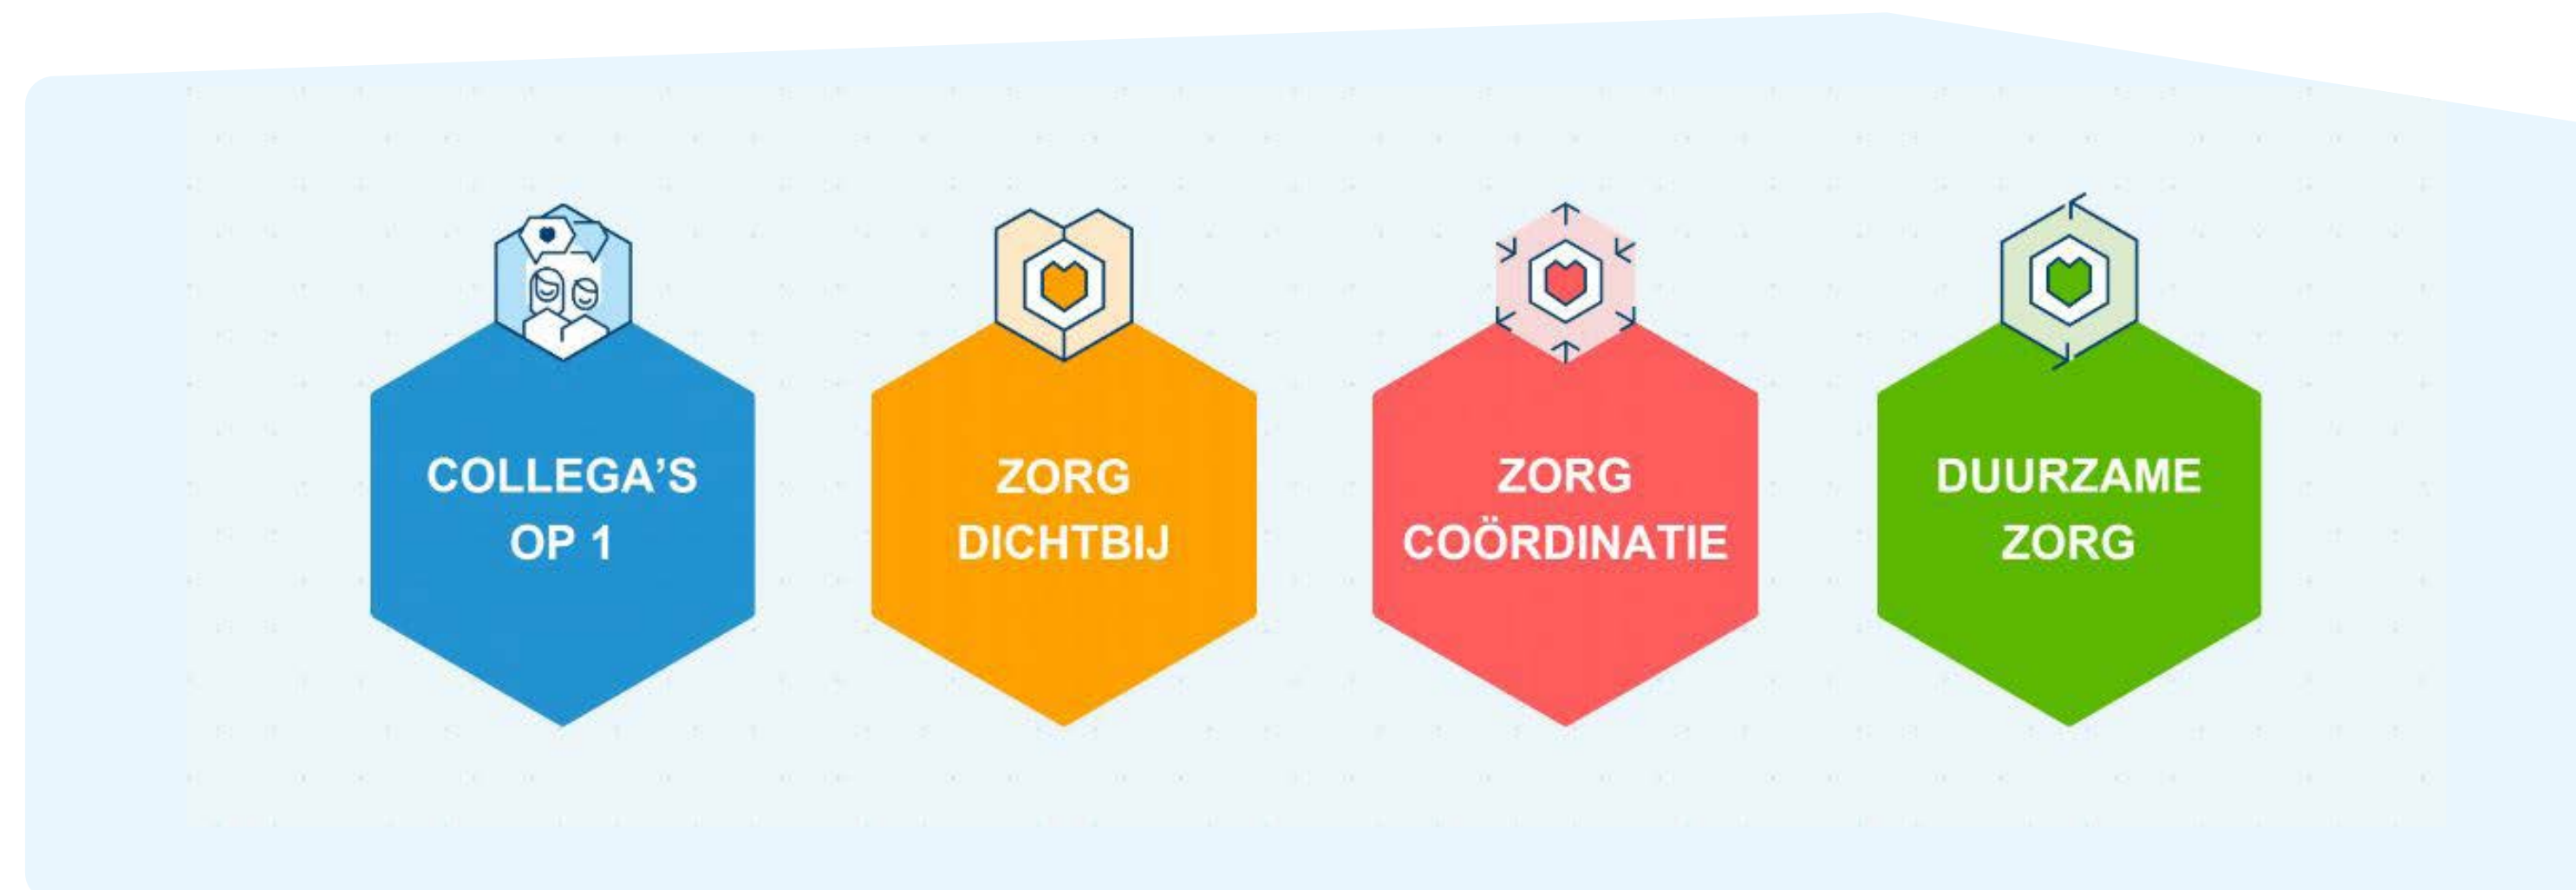 COLLEGA'S
OP 1
ZORG
DICHTBIJ
ZORG
COÖRDINATIE
DUURZAME
ZORG